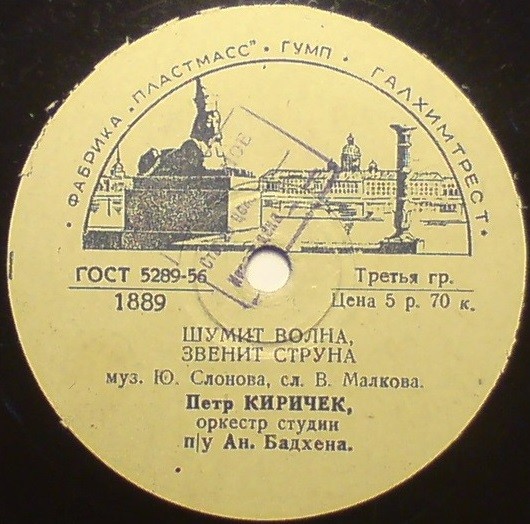 ФАБРИКА „ПЛАСТМАСС" · ГУМП · ГАЛХИМТРЕСТ
ГОСТ 5289-56
Третья гр.
1889
Цена 5 р. 70 к.
ШУМИТ ВОЛНА,
ЗВЕНИТ СТРУНА
муз. Ю. Слонова, сл. В. Малкова.
Петр КИРИЧЕК,
оркестр студии
п/у Ан. Бадхена.